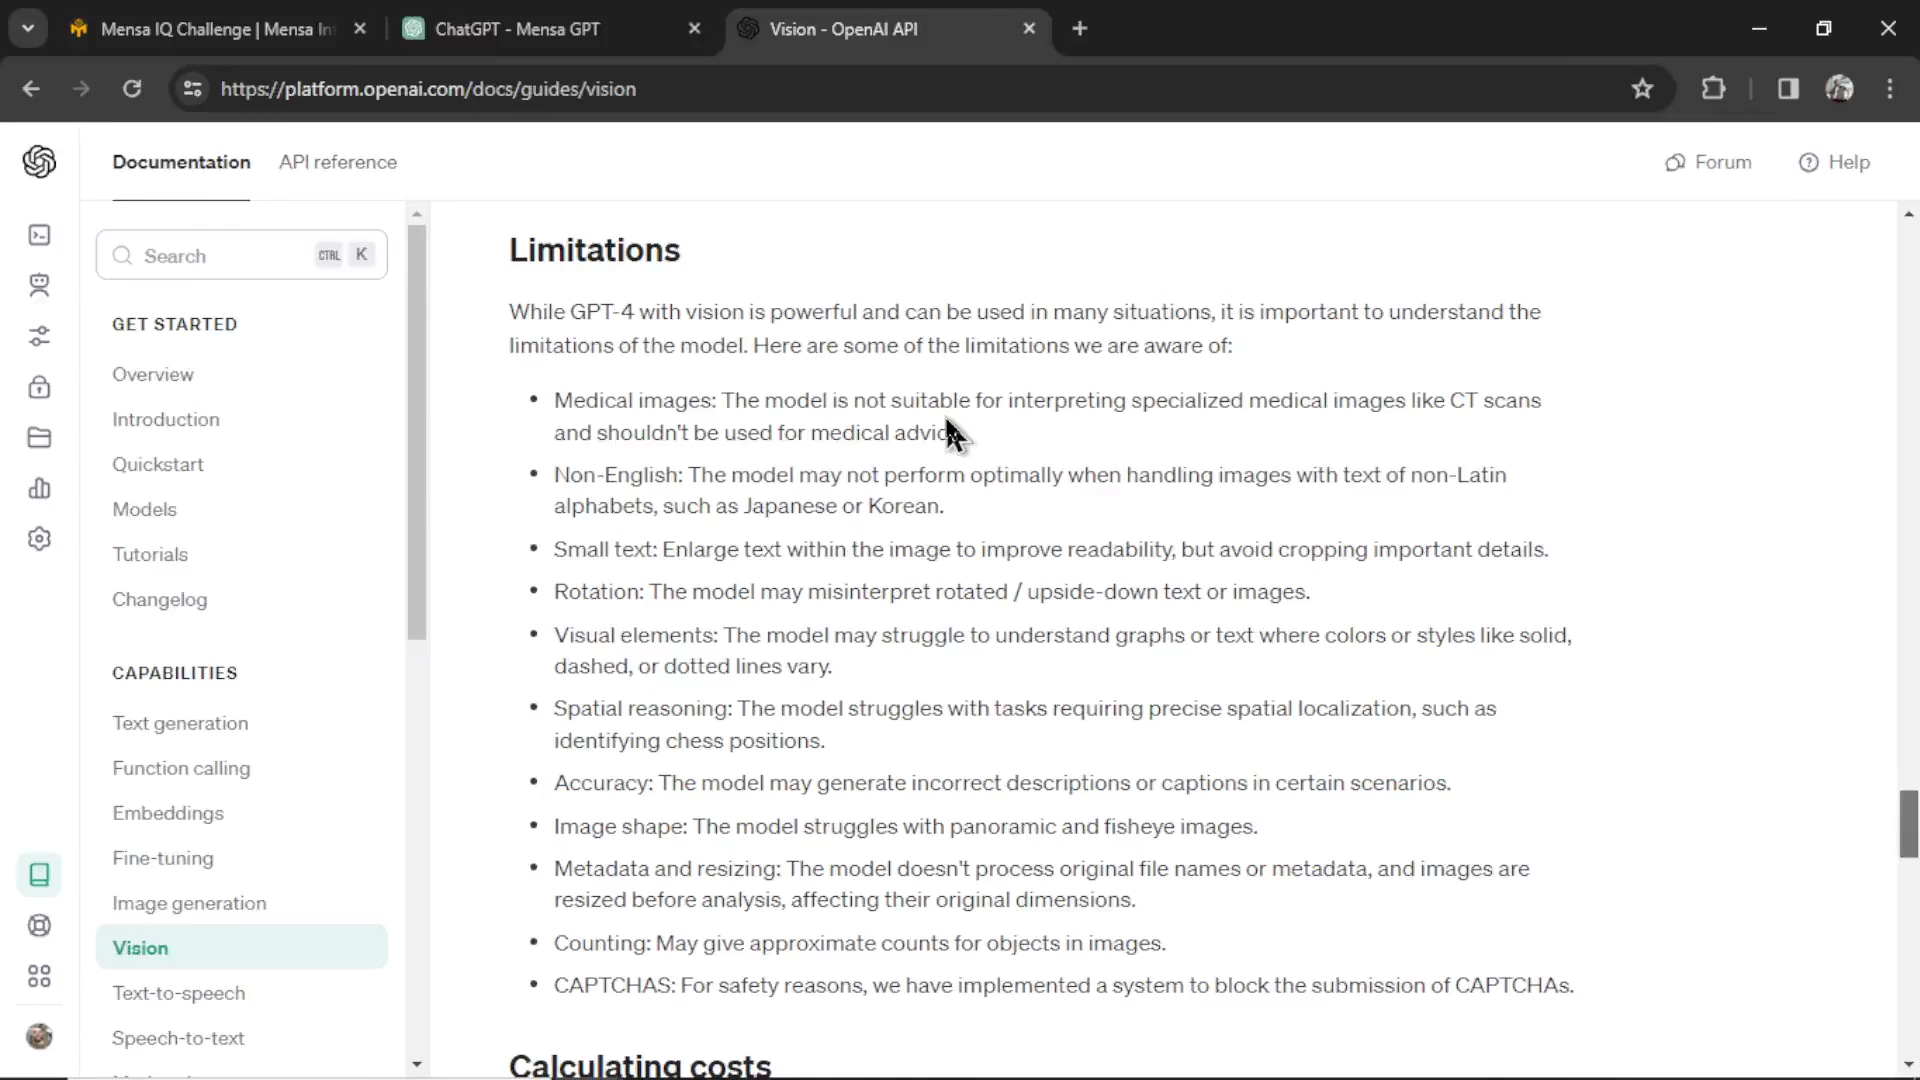 Mensa IQ Challenge | Mensa In
ChatGPT - Mensa GPT
Vision - OpenAI API
https://platform.openai.com/docs/guides/vision
Documentation
API reference
Forum
Help
Search
CTRL
K
GET STARTED
Overview
Introduction
Quickstart
Models
Tutorials
Changelog
CAPABILITIES
Text generation
Function calling
Embeddings
Fine-tuning
Image generation
Vision
Text-to-speech
Speech-to-text
Limitations
While GPT-4 with vision is powerful and can be used in many situations, it is important to understand the
limitations of the model. Here are some of the limitations we are aware of:
• Medical images: The model is not suitable for interpreting specialized medical images like CT scans
and shouldn't be used for medical advic
• Non-English: The model may not perform optimally when handling images with text of non-Latin
alphabets, such as Japanese or Korean.
• Small text: Enlarge text within the image to improve readability, but avoid cropping important details.
• Rotation: The model may misinterpret rotated / upside-down text or images.
• Visual elements: The model may struggle to understand graphs or text where colors or styles like solid,
dashed, or dotted lines vary.
• Spatial reasoning: The model struggles with tasks requiring precise spatial localization, such as
identifying chess positions.
• Accuracy: The model may generate incorrect descriptions or captions in certain scenarios.
• Image shape: The model struggles with panoramic and fisheye images.
• Metadata and resizing: The model doesn't process original file names or metadata, and images are
resized before analysis, affecting their original dimensions.
• Counting: May give approximate counts for objects in images.
• CAPTCHAS: For safety reasons, we have implemented a system to block the submission of CAPTCHAs.
Calculating costs